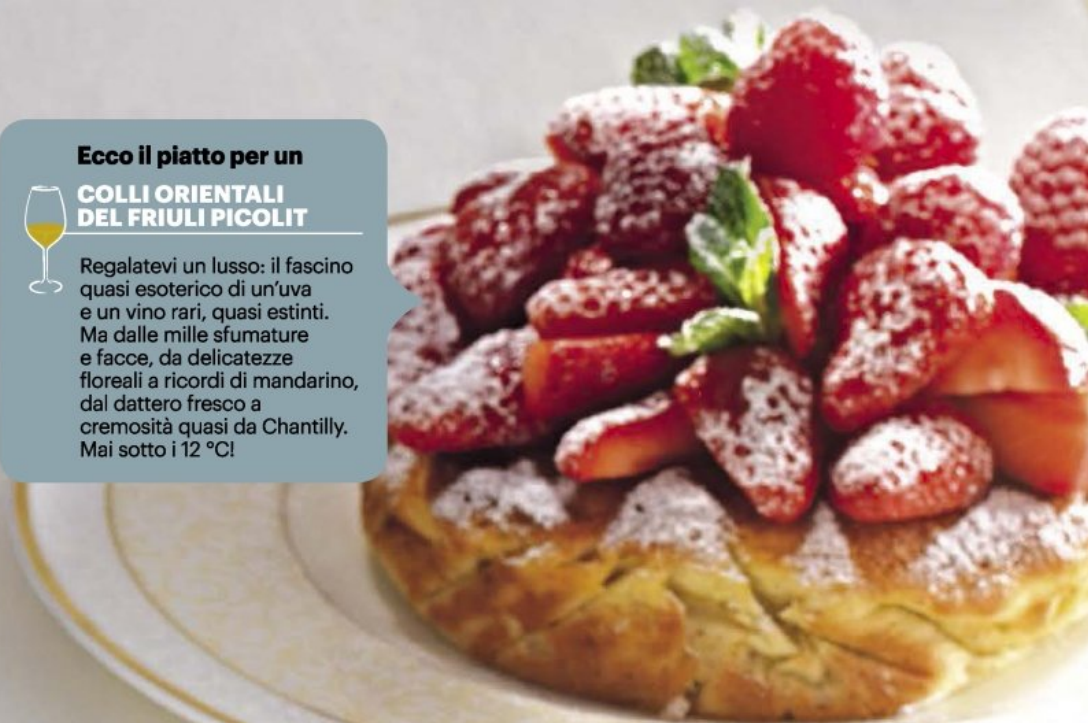 Ecco il piatto per un
COLLI ORIENTALI
DEL FRIULI PICOLIT
Regalatevi un lusso: il fascino
quasi esoterico di un'uva
e un vino rari, quasi estinti.
Ma dalle mille sfumature
e facce, da delicatezze
floreali a ricordi di mandarino,
dal dattero fresco a
cremosità quasi da Chantilly.
Mai sotto i 12 °C!